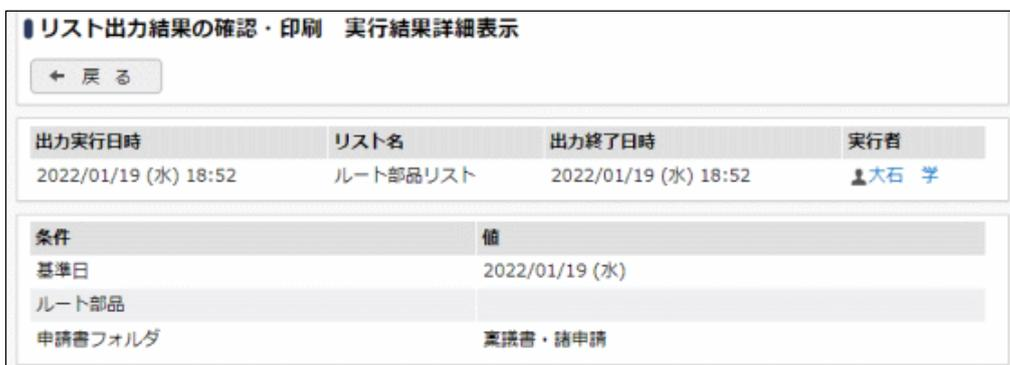 リスト出力結果の確認・印刷 実行結果詳細表示
← 戻 る
出力実行日時 リスト名 出力終了日時 実行者
2022/01/19 (水) 18:52 ルート部品リスト 2022/01/19 (水) 18:52 大石 学
条件 値
基準日 2022/01/19 (水)
ルート部品
申請書フォルダ 稟議書・諸申請